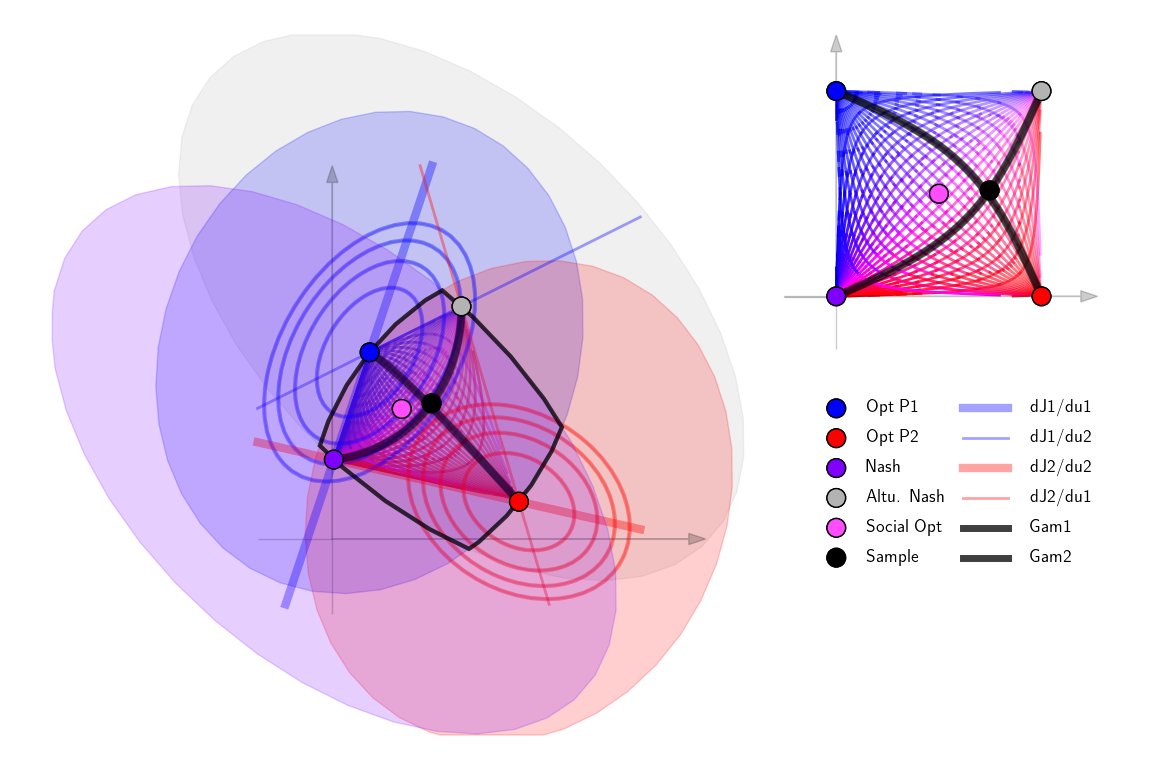 Opt P1 dJ1/du1
Opt P2 dJ1/du2
Nash dJ2/du2
Altu. Nash dJ2/du1
Social Opt Gam1
Sample Gam2